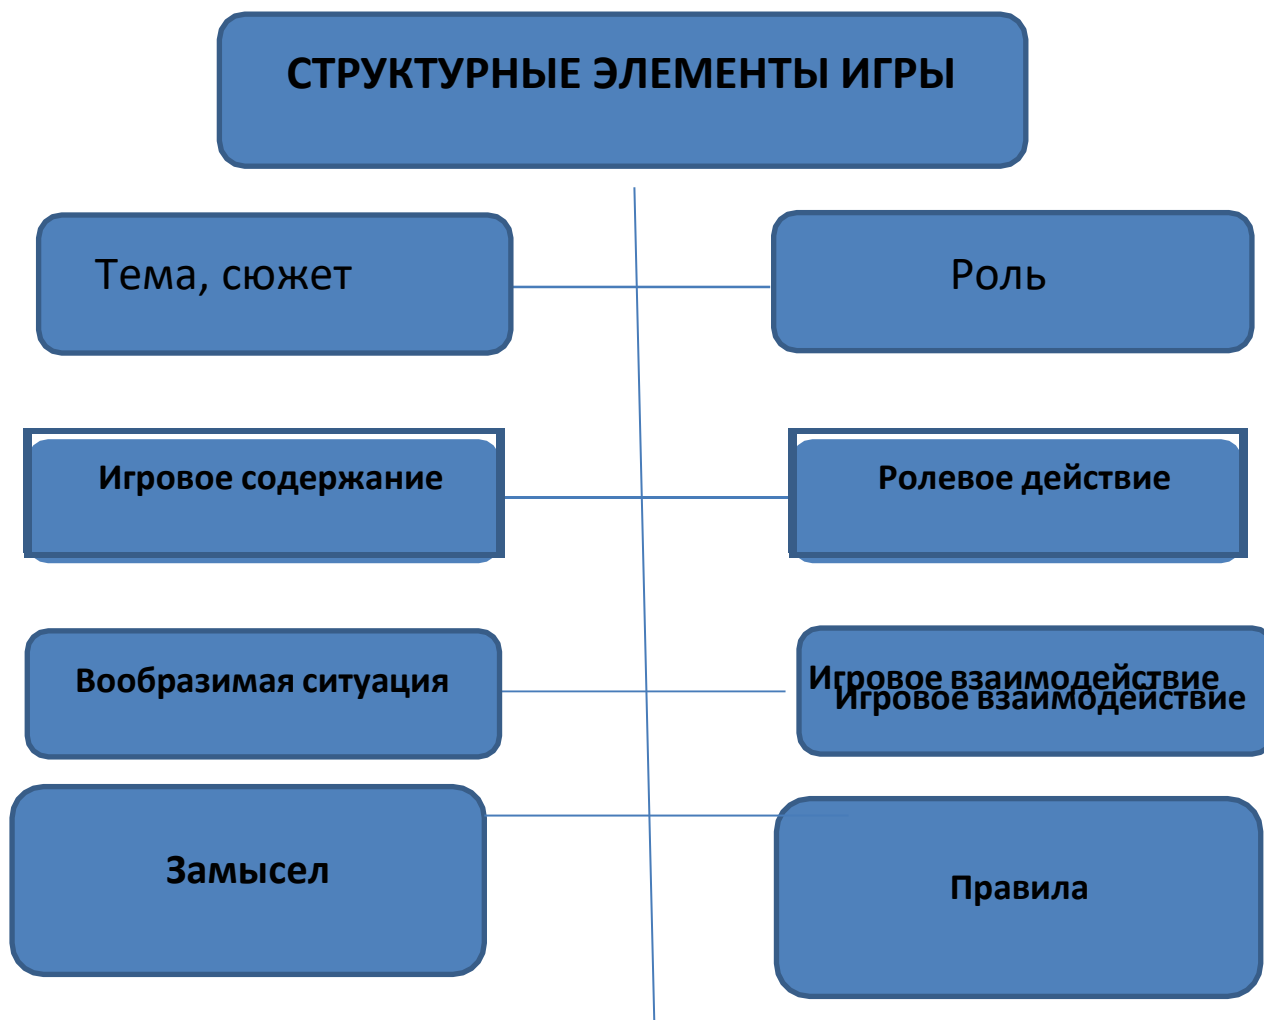 СТРУКТУРНЫЕ ЭЛЕМЕНТЫ ИГРЫ
Тема, сюжет
Роль
Игровое содержание
Ролевое действие
Вообразимая ситуация
Игровое взаимодействие
Игровое взаимодействие
Замысел
Правила